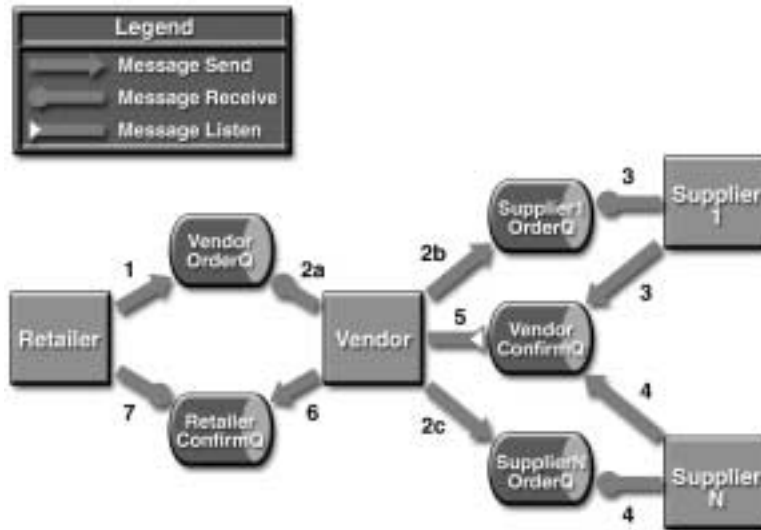 Legend
Message Send
Message Receive
Message Listen
3
Supplier
1
Supplier1
OrderQ
Vendor
OrderQ
1
2a
2b
3
Retailer
Vendor
5
Vendor
ConfirmQ
7
Retailer
ConfirmQ
6
2c
4
SupplierN
OrderQ
Supplier
N
4